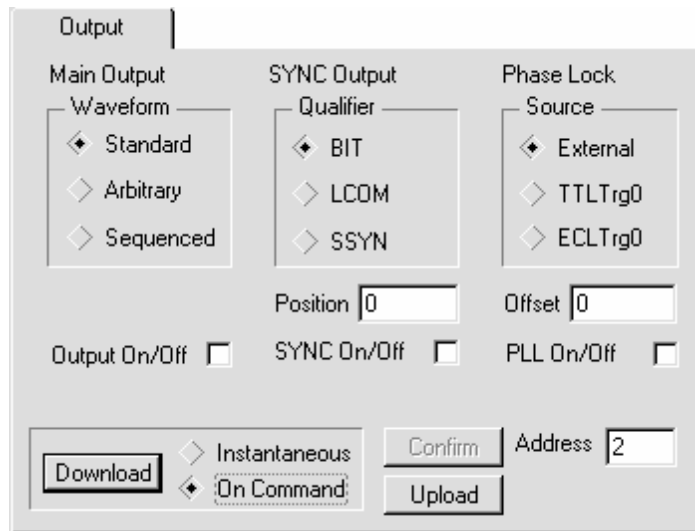 Output
Main Output SYNC Output Phase Lock
Waveform Qualifier Source
Standard BIT External
Arbitrary LCOM TTLTrg0
Sequenced SSYN ECLTrg0
Position 0 Offset 0
Output On/Off SYNC On/Off PLL On/Off
Instantaneous Confirm Address 2
Download On Command Upload